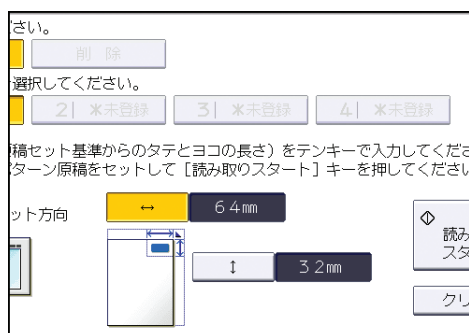 ださい。
削 除
選択してください。
2| ✱未登録 3| ✱未登録 4| ✱未登録
原稿セット基準からのタテとヨコの長さ）をテンキーで入力してくださ
パターン原稿をセットして［読み取りスタート］キーを押してください
ット方向
↔ 64mm
読み
スタ
↕ 32mm
クリ